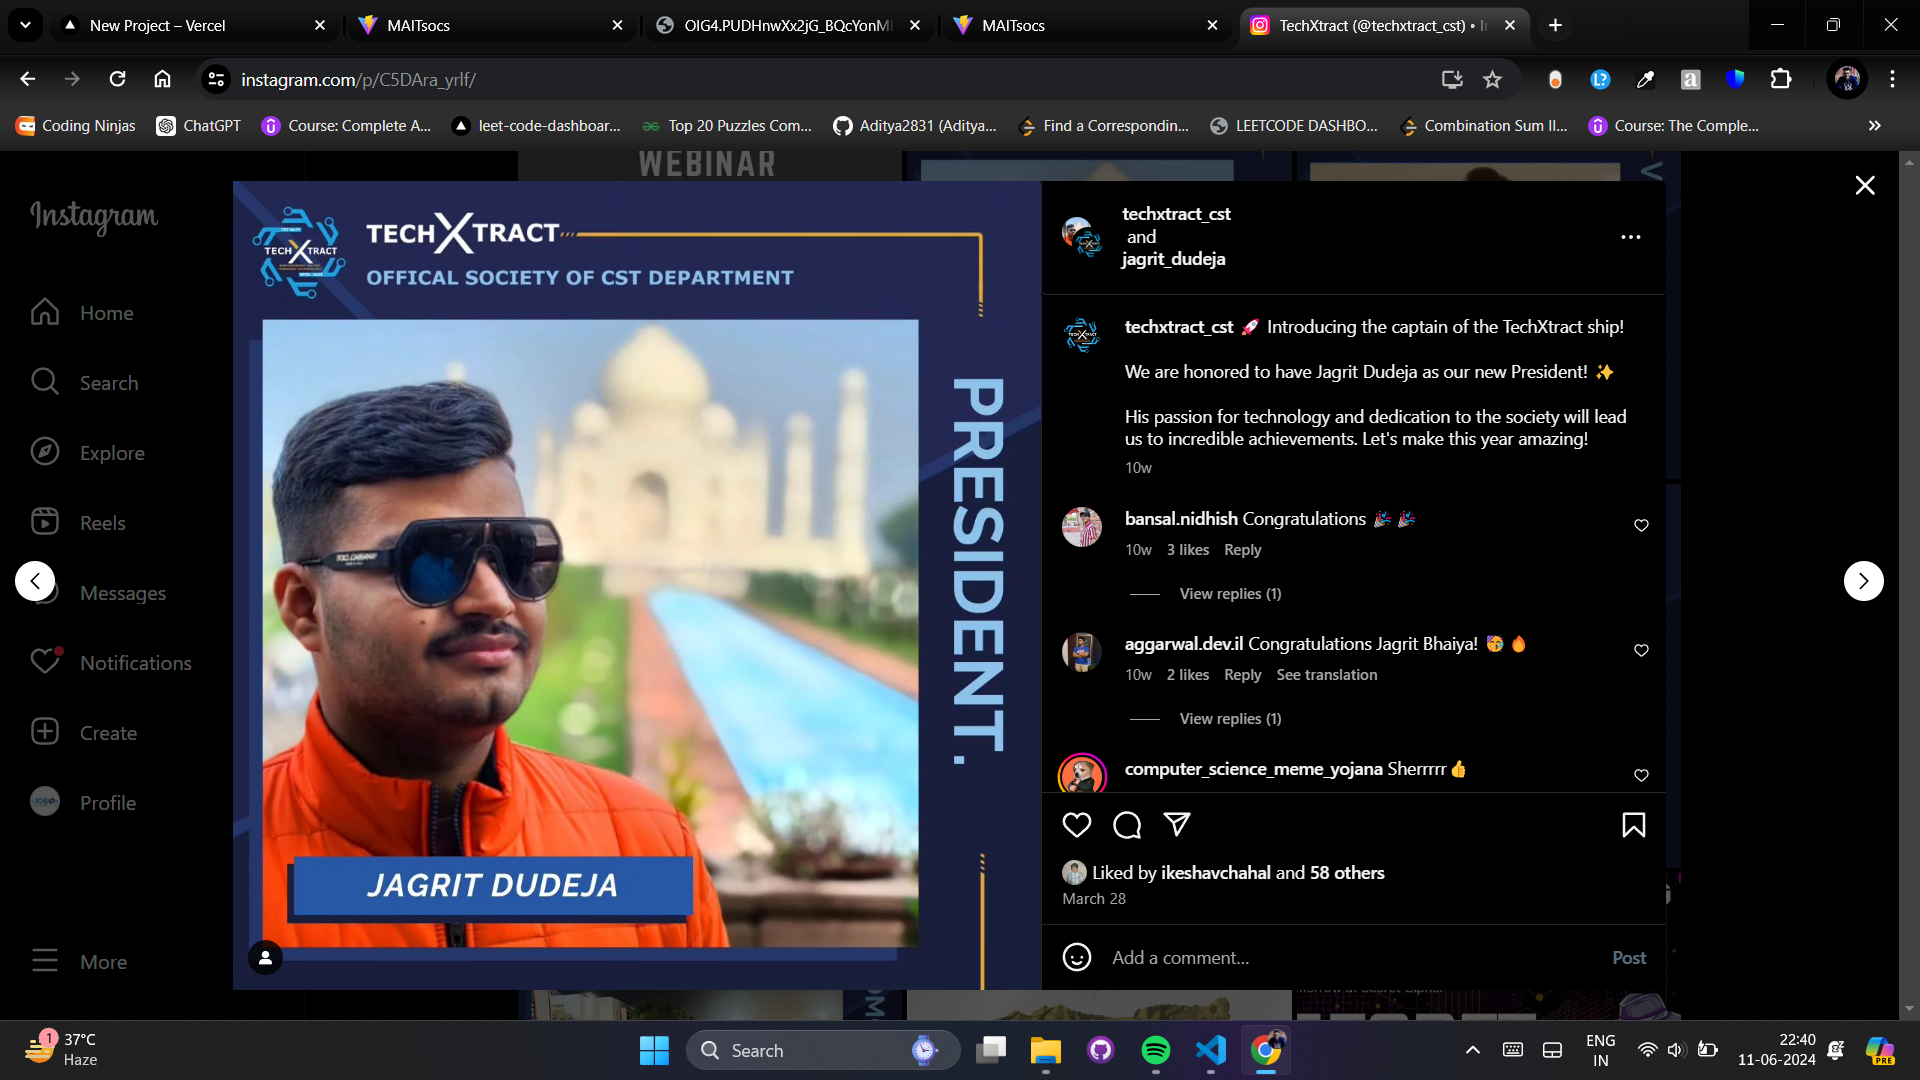 New Project – Vercel
MAITsocs
OIG4.PUDHnwXx2jG_BQcYonM
MAITsocs
TechXtract (@techxtract_cst) • In
instagram.com/p/C5DAra_yrlf/
Coding Ninjas
ChatGPT
Course: Complete A...
leet-code-dashboar...
Top 20 Puzzles Com...
Aditya2831 (Aditya...
Find a Correspondin...
LEETCODE DASHBO...
Combination Sum II...
Course: The Comple...
WEBINAR
Instagram
Home
Search
Explore
Reels
Messages
Notifications
Create
Profile
More
TECHXTRACT
TECHXTRACT
OFFICAL SOCIETY OF CST DEPARTMENT
PRESIDENT.
JAGRIT DUDEJA
techxtract_cst
and
jagrit_dudeja
techxtract_cst 🚀 Introducing the captain of the TechXtract ship!
We are honored to have Jagrit Dudeja as our new President! ✨
His passion for technology and dedication to the society will lead
us to incredible achievements. Let's make this year amazing!
10w
bansal.nidhish Congratulations 🎉 🎉
10w 3 likes Reply
View replies (1)
aggarwal.dev.il Congratulations Jagrit Bhaiya! 🥳 🔥
10w 2 likes Reply See translation
View replies (1)
computer_science_meme_yojana Sherrrrr 👍
Liked by ikeshavchahal and 58 others
March 28
Add a comment...
Post
1
37°C
Haze
Search
ENG
IN
22:40
11-06-2024
PRE